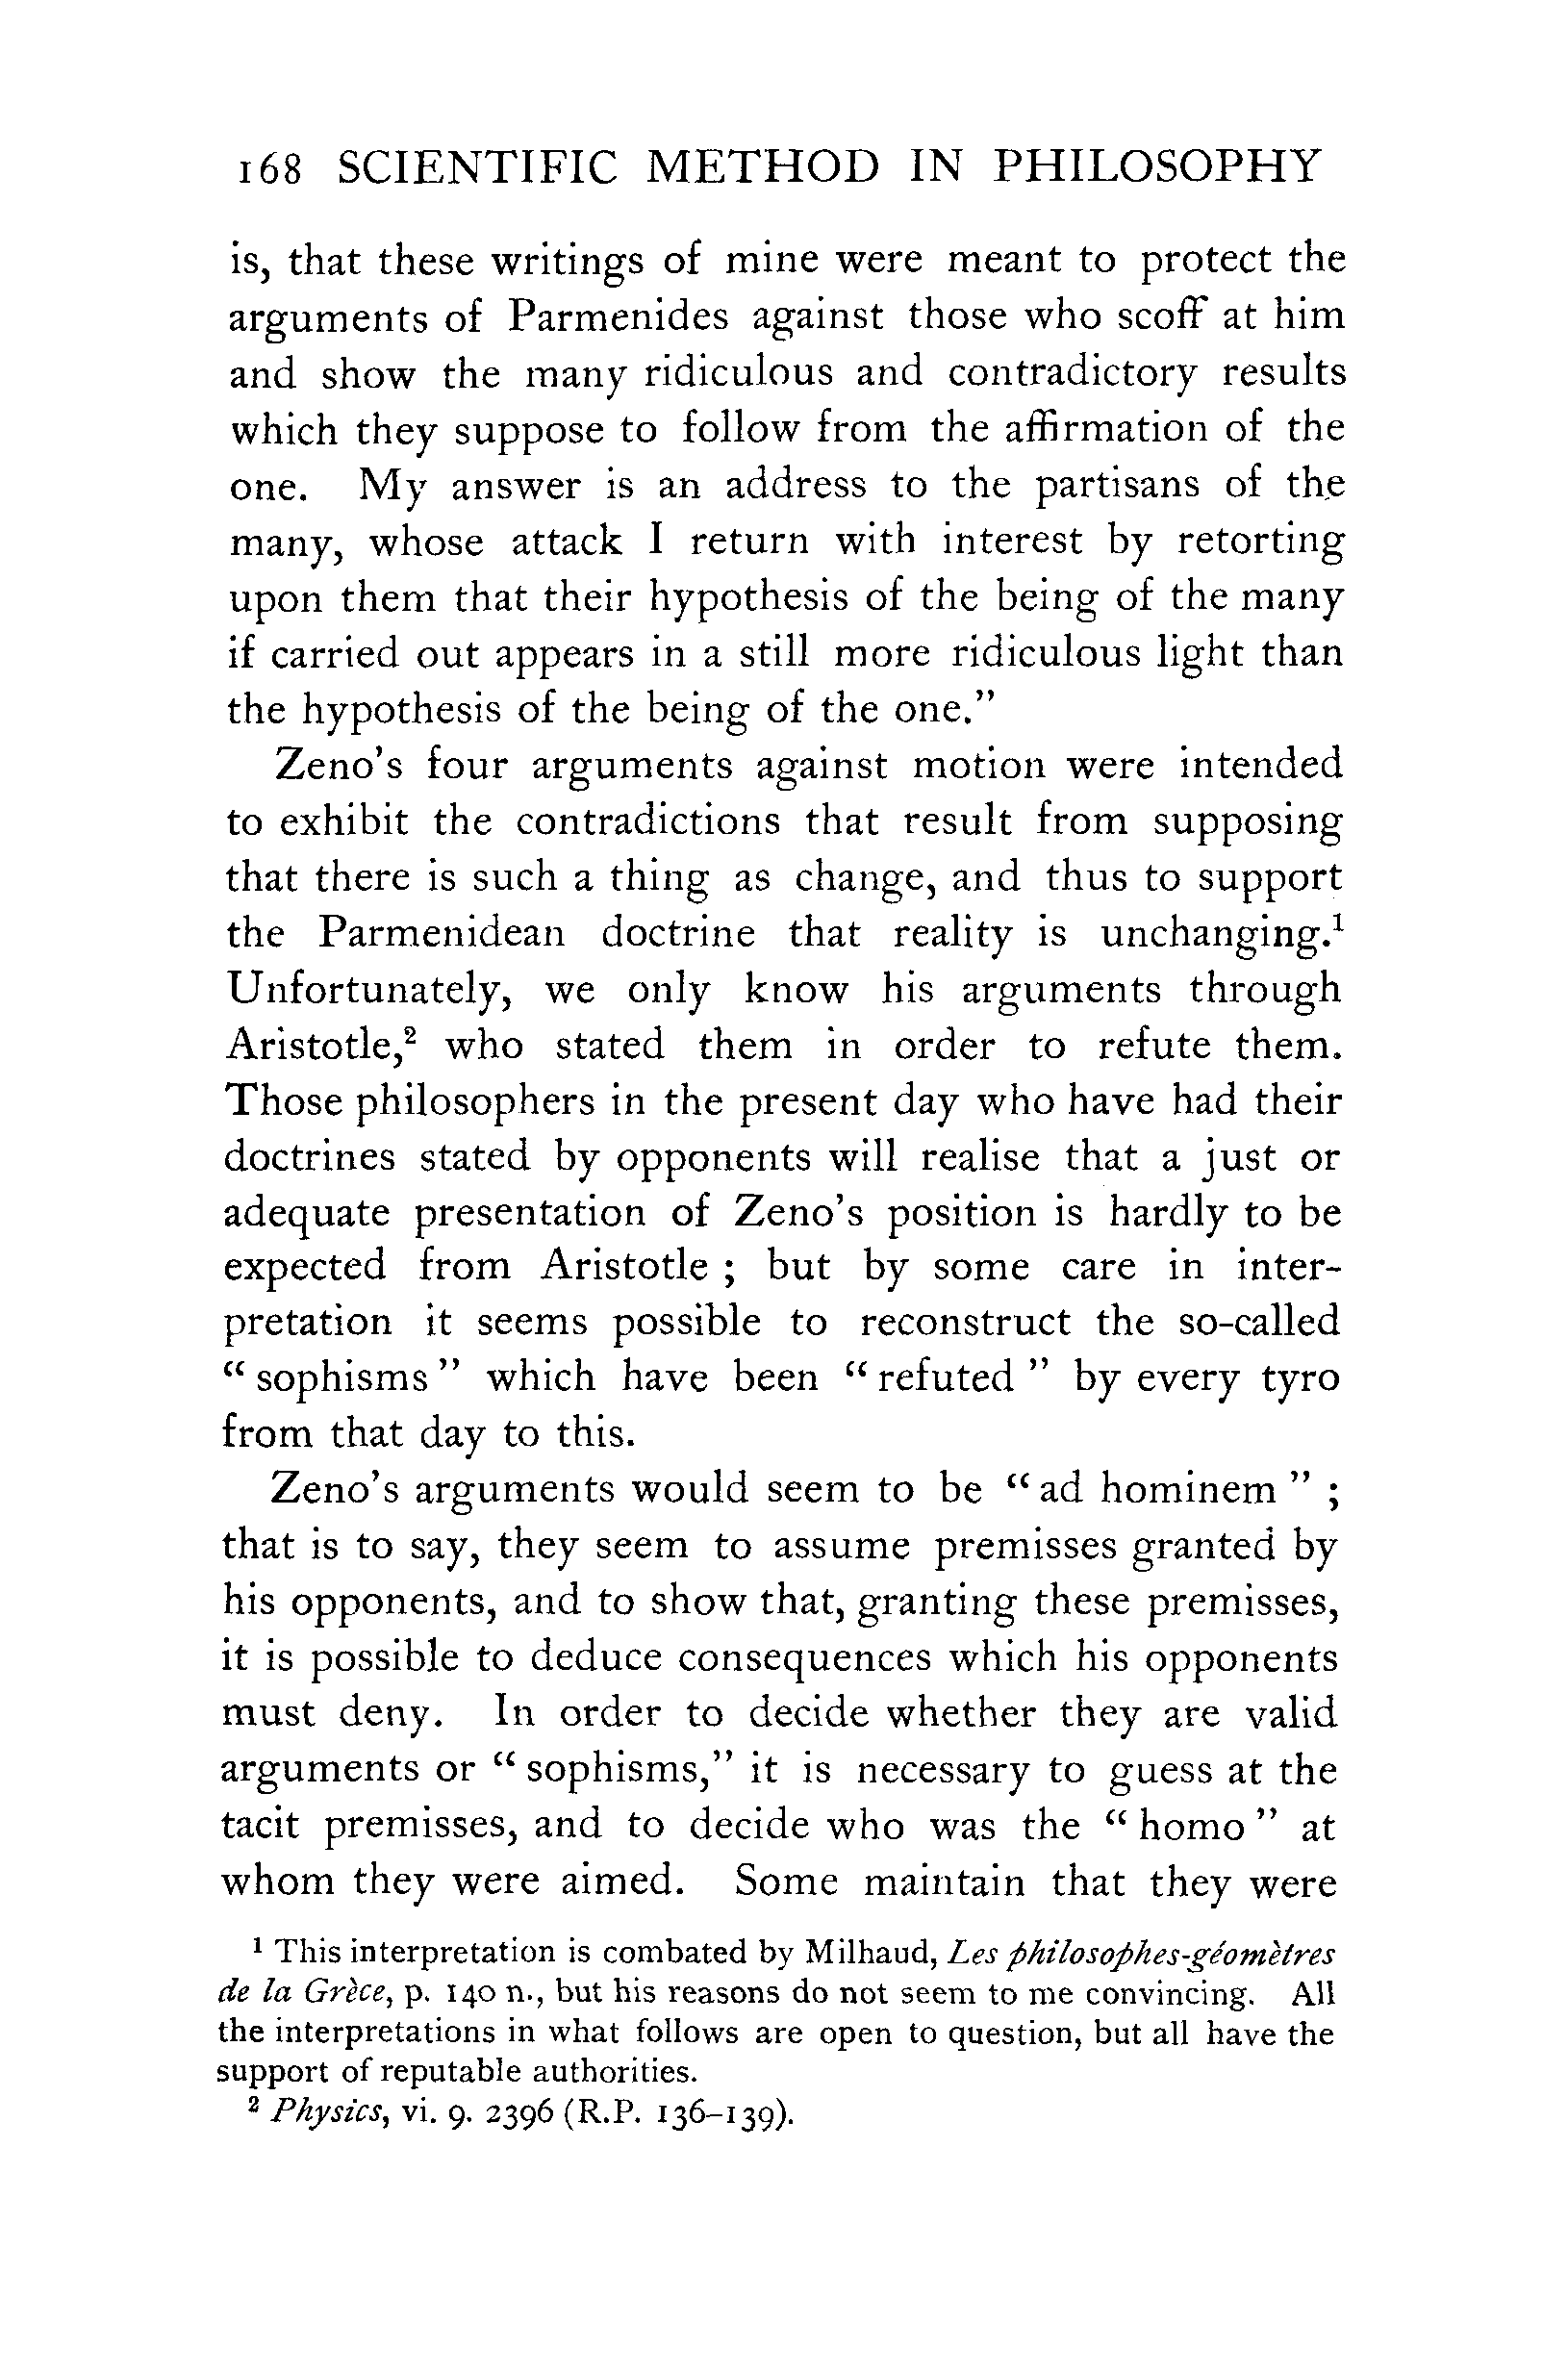 168 SCIENTIFIC METHOD IN PHILOSOPHY
is, that these writings of mine were meant to protect the
arguments of Parmenides against those who scoff at him
and show the many ridiculous and contradictory results
which they suppose to follow from the affirmation of the
one. My answer is an address to the partisans of the
many, whose attack I return with interest by retorting
upon them that their hypothesis of the being of the many
if carried out appears in a still more ridiculous light than
the hypothesis of the being of the one.”
Zeno’s four arguments against motion were intended
to exhibit the contradictions that result from supposing
that there is such a thing as change, and thus to support
the Parmenidean doctrine that reality is unchanging.¹
Unfortunately, we only know his arguments through
Aristotle,² who stated them in order to refute them.
Those philosophers in the present day who have had their
doctrines stated by opponents will realise that a just or
adequate presentation of Zeno’s position is hardly to be
expected from Aristotle ; but by some care in inter-
pretation it seems possible to reconstruct the so-called
“ sophisms ” which have been “ refuted ” by every tyro
from that day to this.
Zeno’s arguments would seem to be “ ad hominem ” ;
that is to say, they seem to assume premisses granted by
his opponents, and to show that, granting these premisses,
it is possible to deduce consequences which his opponents
must deny. In order to decide whether they are valid
arguments or “ sophisms,” it is necessary to guess at the
tacit premisses, and to decide who was the “ homo ” at
whom they were aimed. Some maintain that they were
¹ This interpretation is combated by Milhaud, Les philosophes-géomètres
de la Grèce, p. 140 n., but his reasons do not seem to me convincing. All
the interpretations in what follows are open to question, but all have the
support of reputable authorities.
² Physics, vi. 9. 2396 (R.P. 136–139).